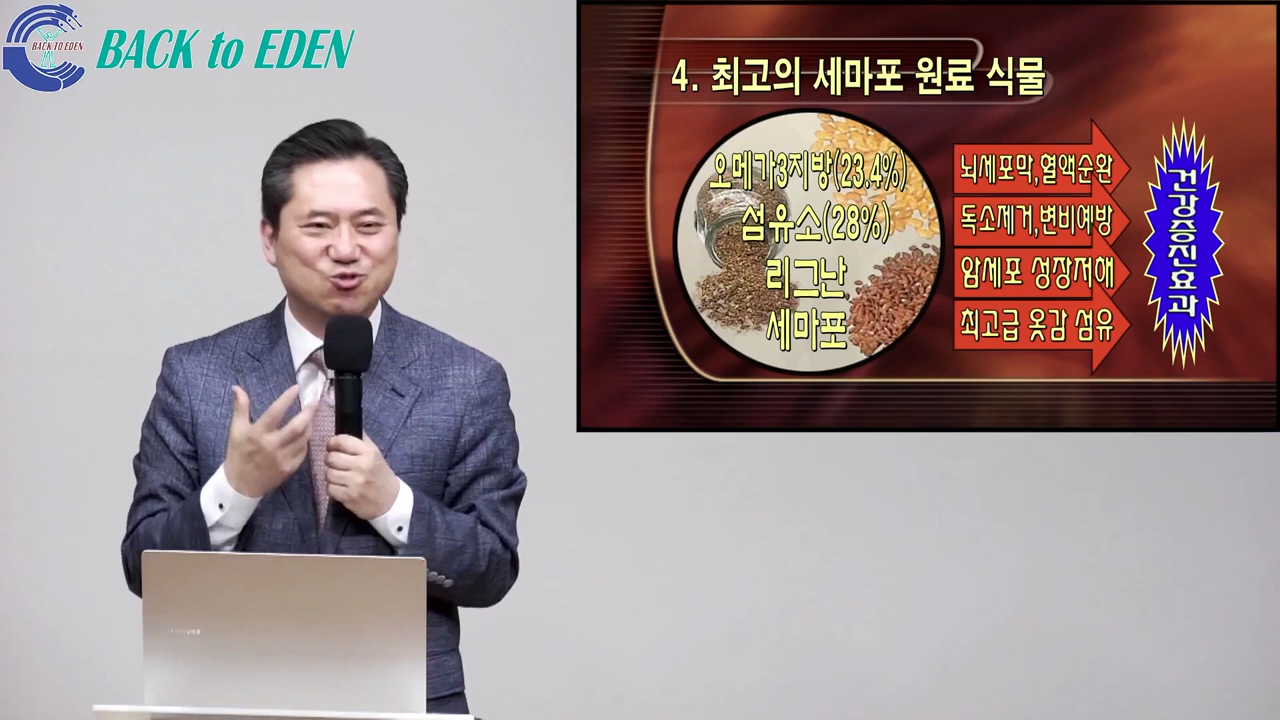 BACK TO EDEN
BACK to EDEN
4. 최고의 세마포 원료 식물
오메가3지방(23.4%)
섬유소(28%)
리그난
세마포
뇌세포막,혈액순환
독소제거,변비예방
암세포 성장저해
최고급 옷감 섬유
건강증진효과
SAMSUNG